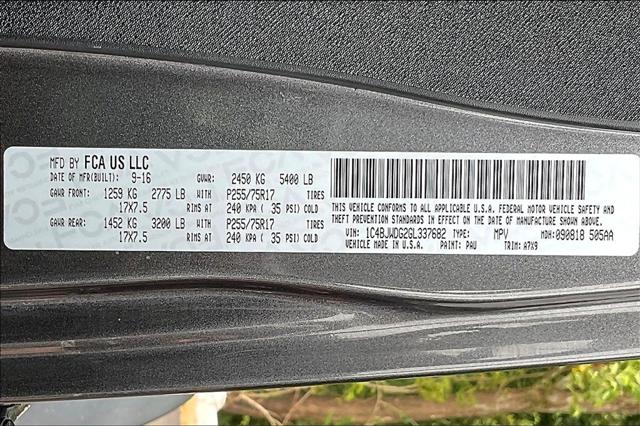 MFD BY FCA US LLC
DATE OF MFR(BUILT): 9-16 GVWR: 2450 KG 5400 LB
GAWR FRONT: 1259 KG 2775 LB WITH P255/75R17 TIRES
17X7.5 RIMS AT 240 KPA ( 35 PSI) COLD
GAWR REAR: 1452 KG 3200 LB WITH P255/75R17 TIRES
17X7.5 RIMS AT 240 KPA ( 35 PSI) COLD
THIS VEHICLE CONFORMS TO ALL APPLICABLE U.S.A. FEDERAL MOTOR VEHICLE SAFETY AND
THEFT PREVENTION STANDARDS IN EFFECT ON THE DATE OF MANUFACTURE SHOWN ABOVE.
VIN: 1C4BJWDG2GL337682 TYPE: MPV MDH: 090818 505AA
VEHICLE MADE IN U.S.A. PAINT: PAU TRIM: A7X9